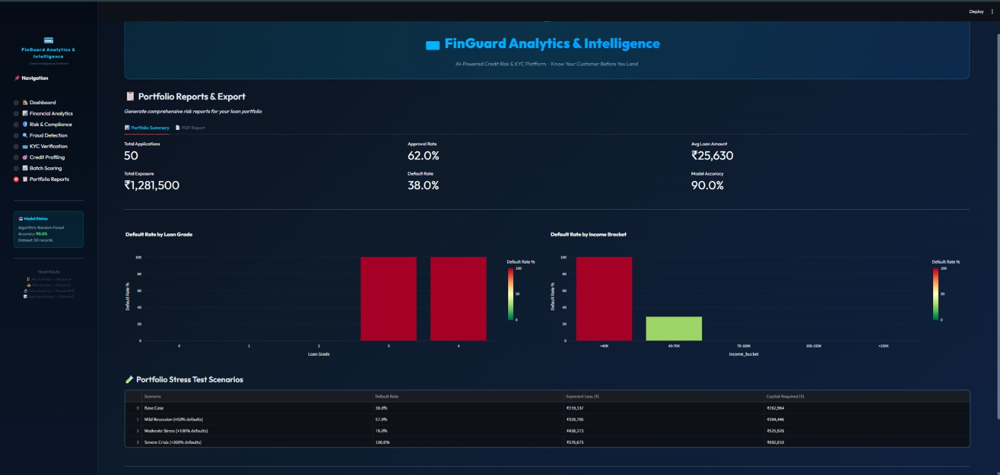 Deploy
FinGuard Analytics &
Intelligence
Credit Intelligence Platform
Navigation
Dashboard
Financial Analytics
Risk & Compliance
Fraud Detection
KYC Verification
Credit Profiling
Batch Scoring
Portfolio Reports
Model Status
Algorithm: Random Forest
Accuracy: 90.0%
Dataset: 50 records
TEAM ROLES
ML Architect — Module A
Risk Analyst — Module D
Data Scientist — Module B+E
Business Analyst — Module C
FinGuard Analytics & Intelligence
AI-Powered Credit Risk & KYC Platform · Know Your Customer Before You Lend
Portfolio Reports & Export
Generate comprehensive risk reports for your loan portfolio
Portfolio Summary PDF Report
Total Applications Approval Rate Avg Loan Amount
50 62.0% ₹25,630
Total Exposure Default Rate Model Accuracy
₹1,281,500 38.0% 90.0%
Default Rate by Loan Grade
Default Rate %
100
80
60
40
20
0
0 1 2 3 4
Loan Grade
Default Rate %
100
50
0
Default Rate by Income Bracket
Default Rate %
100
80
60
40
20
0
<40K 40-70K 70-100K 100-150K >150K
income_bucket
Default Rate %
100
50
0
Portfolio Stress Test Scenarios
Scenario Default Rate Expected Loss (₹) Capital Required (₹)
0 Base Case 38.0% ₹219,137 ₹262,964
1 Mild Recession (+50% defaults) 57.0% ₹328,705 ₹394,446
2 Moderate Stress (+100% defaults) 76.0% ₹438,273 ₹525,928
3 Severe Crisis (+200% defaults) 100.0% ₹576,675 ₹692,010